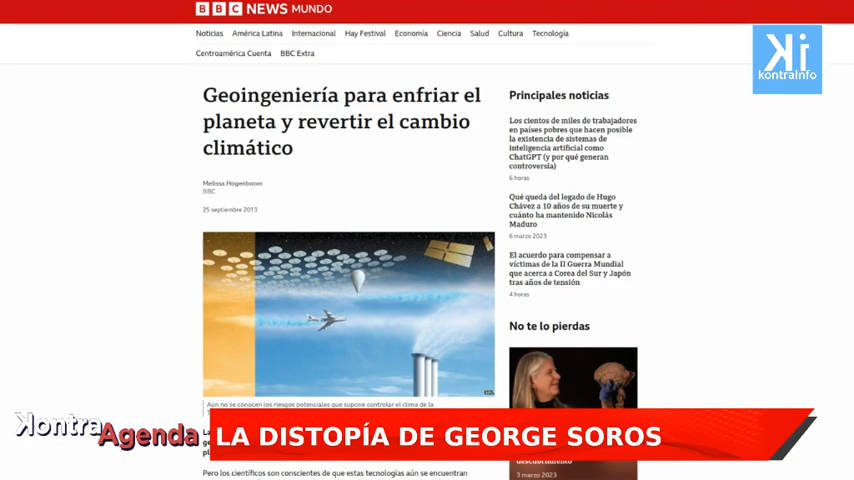 BBC NEWS MUNDO
Noticias América Latina Internacional Hay Festival Economía Ciencia Salud Cultura Tecnología
Centroamérica Cuenta BBC Extra
Ki
kontrainfo
Geoingeniería para enfriar el
planeta y revertir el cambio
climático
Melissa Hogenboom
BBC
25 septiembre 2013
Aún no se conocen los riesgos potenciales que supone controlar el clima de la
Pero los científicos son conscientes de que estas tecnologías aún se encuentran
Principales noticias
Los cientos de miles de trabajadores
en países pobres que hacen posible
la existencia de sistemas de
inteligencia artificial como
ChatGPT (y por qué generan
controversia)
6 horas
Qué queda del legado de Hugo
Chávez a 10 años de su muerte y
cuánto ha mantenido Nicolás
Maduro
6 marzo 2023
El acuerdo para compensar a
víctimas de la II Guerra Mundial
que acerca a Corea del Sur y Japón
tras años de tensión
4 horas
No te lo pierdas
descubrimiento
3 marzo 2023
Kontra
Agenda
LA DISTOPÍA DE GEORGE SOROS